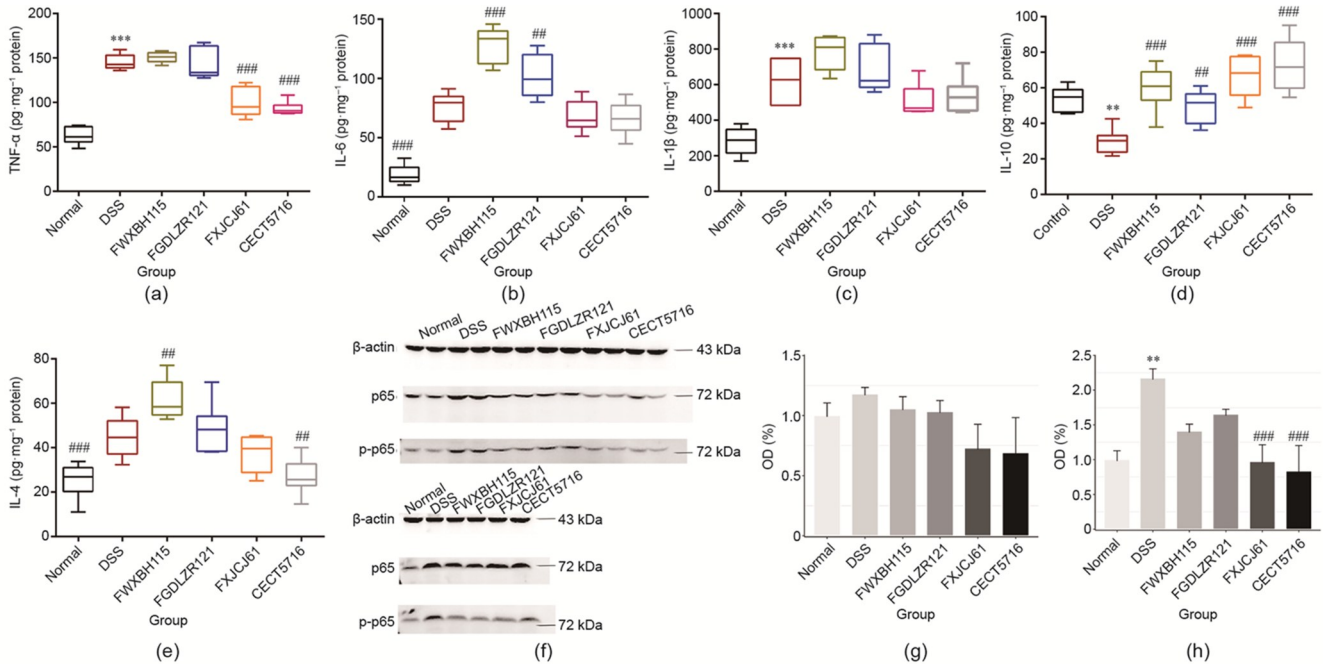 TNF-α (pg·mg⁻¹ protein)
200
150
100
50
0
***
###
###
Normal
DSS
FWXBH115
FGDLZR121
FXJCJ61
CECT5716
Group
(a)
IL-6 (pg·mg⁻¹ protein)
150
100
50
0
###
###
##
Normal
DSS
FWXBH115
FGDLZR121
FXJCJ61
CECT5716
Group
(b)
IL-1β (pg·mg⁻¹ protein)
1000
800
600
400
200
0
***
Normal
DSS
FWXBH115
FGDLZR121
FXJCJ61
CECT5716
Group
(c)
IL-10 (pg·mg⁻¹ protein)
100
80
60
40
20
0
**
###
##
###
###
Control
DSS
FWXBH115
FGDLZR121
FXJCJ61
CECT5716
Group
(d)
IL-4 (pg·mg⁻¹ protein)
80
60
40
20
0
###
##
##
Normal
DSS
FWXBH115
FGDLZR121
FXJCJ61
CECT5716
Group
(e)
Normal
DSS
FWXBH115
FGDLZR121
FXJCJ61
CECT5716
β-actin
43 kDa
p65
72 kDa
p-p65
72 kDa
Normal
DSS
FWXBH115
FGDLZR121
FXJCJ61
CECT5716
β-actin
43 kDa
p65
72 kDa
p-p65
72 kDa
(f)
OD (%)
1.5
1.0
0.5
0
Normal
DSS
FWXBH115
FGDLZR121
FXJCJ61
CECT5716
Group
(g)
OD (%)
2.5
2.0
1.5
1.0
0.5
0
**
###
###
Normal
DSS
FWXBH115
FGDLZR121
FXJCJ61
CECT5716
Group
(h)